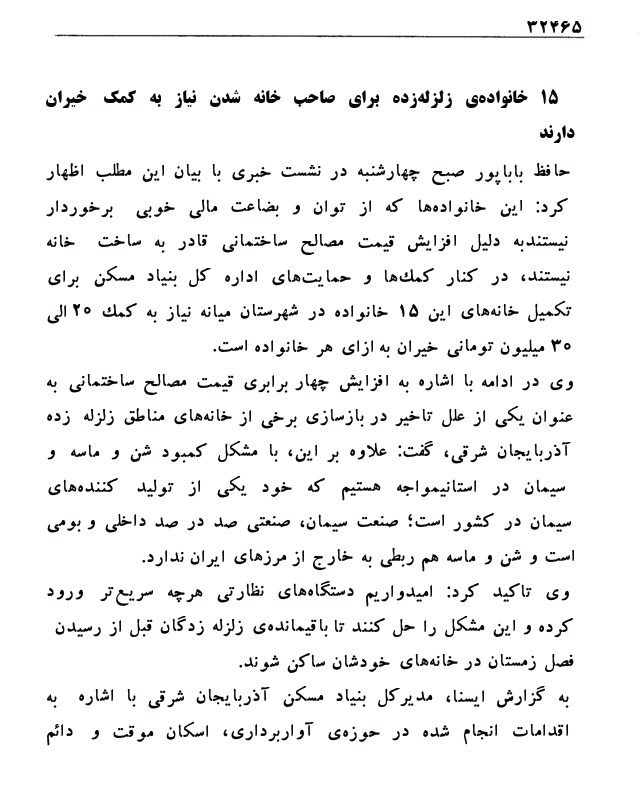 ۳۲۴۶۵
۱۵ خانواده‌ی زلزله‌زده برای صاحب خانه شدن نیاز به کمک خیران
دارند
حافظ باباپور صبح چهارشنبه در نشست خبری با بیان این مطلب اظهار
کرد: این خانواده‌ها که از توان و بضاعت مالی خوبی برخوردار
نیستندبه دلیل افزایش قیمت مصالح ساختمانی قادر به ساخت خانه
نیستند، در کنار کمك‌ها و حمایت‌های اداره کل بنیاد مسکن برای
تکمیل خانه‌های این ۱۵ خانواده در شهرستان میانه نیاز به کمك ۲۰ الی
۳۰ میلیون تومانی خیران به ازای هر خانواده است.
وی در ادامه با اشاره به افزایش چهار برابری قیمت مصالح ساختمانی به
عنوان یکی از علل تاخیر در بازسازی برخی از خانه‌های مناطق زلزله زده
آذربایجان شرقی، گفت: علاوه بر این، با مشکل کمبود شن و ماسه و
سیمان در استانیمواجه هستیم که خود یکی از تولید کننده‌های
سیمان در کشور است؛ صنعت سیمان، صنعتی صد در صد داخلی و بومی
است و شن و ماسه هم ربطی به خارج از مرزهای ایران ندارد.
وی تاکید کرد: امیدواریم دستگاه‌های نظارتی هرچه سریع‌تر ورود
کرده و این مشکل را حل کنند تا باقیمانده‌ی زلزله زدگان قبل از رسیدن
فصل زمستان در خانه‌های خودشان ساکن شوند.
به گزارش ایسنا، مدیرکل بنیاد مسکن آذربایجان شرقی با اشاره به
اقدامات انجام شده در حوزه‌ی آواربرداری، اسکان موقت و دائم